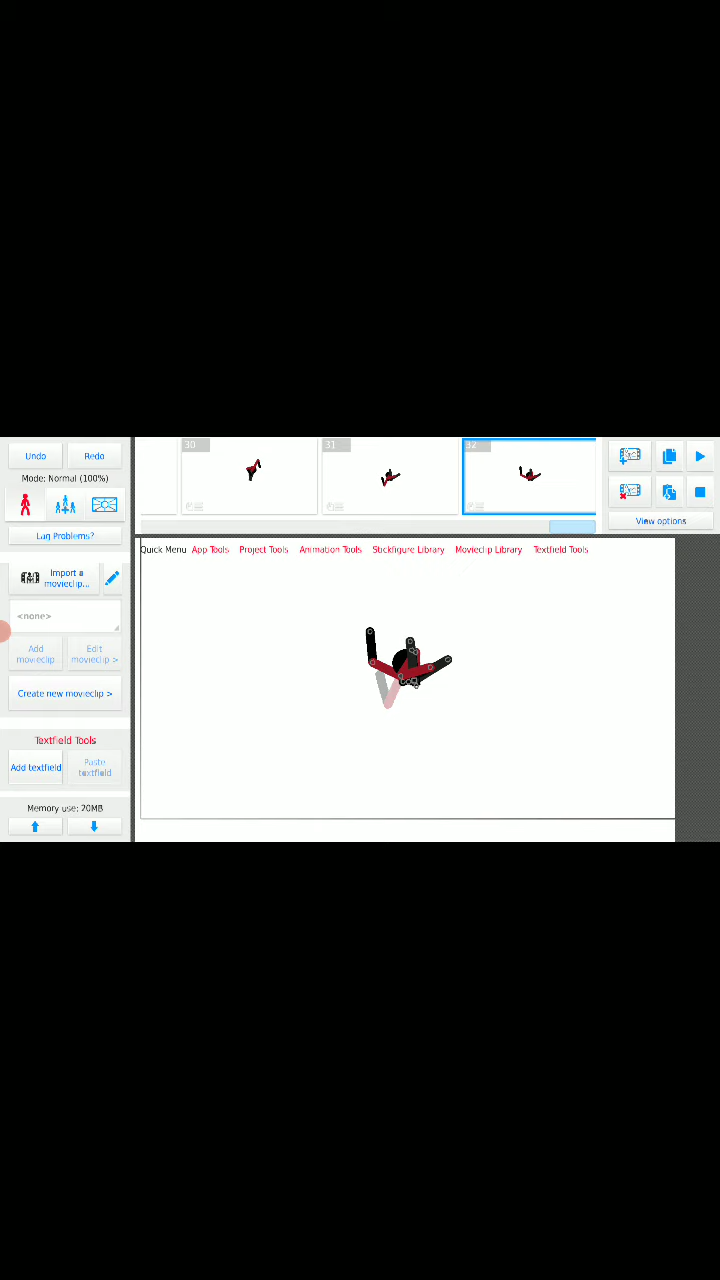 30 31 32
Undo Redo
Mode: Normal (100%)
Lag Problems?
View options
Quick Menu App Tools Project Tools Animation Tools Stickfigure Library Movieclip Library Textfield Tools
Import a
movieclip...
<none>
Add
movieclip
Edit
movieclip >
Create new movieclip >
Textfield Tools
Add textfield
Paste
textfield
Memory use: 20MB